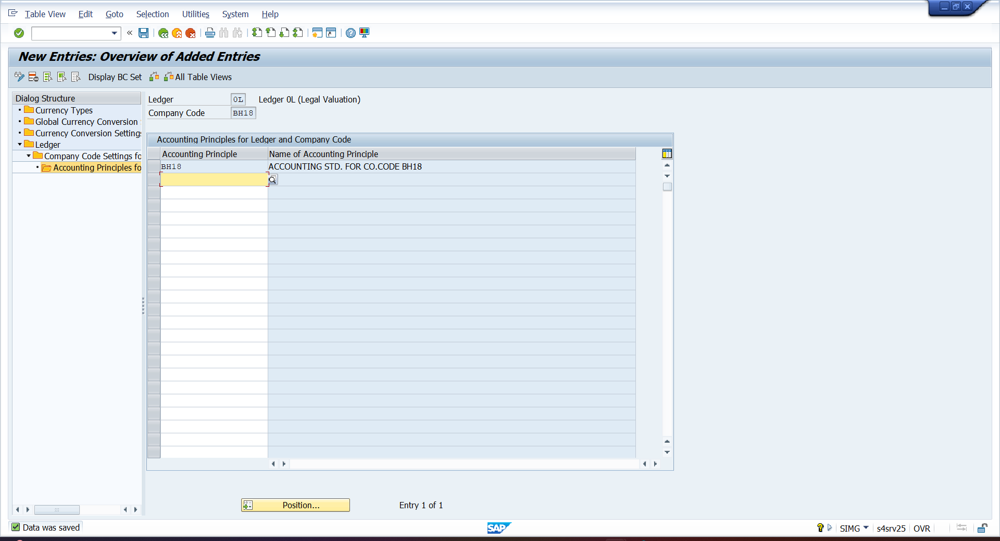 Table View Edit Goto Selection Utilities System Help
New Entries: Overview of Added Entries
Display BC Set All Table Views
Dialog Structure
Currency Types
Global Currency Conversion
Currency Conversion Settings
Ledger
Company Code Settings fo
Accounting Principles fo
Ledger 0L Ledger 0L (Legal Valuation)
Company Code BH18
Accounting Principles for Ledger and Company Code
Accounting Principle Name of Accounting Principle
BH18 ACCOUNTING STD. FOR CO.CODE BH18
Position... Entry 1 of 1
Data was saved SAP SIMG s4srv25 OVR